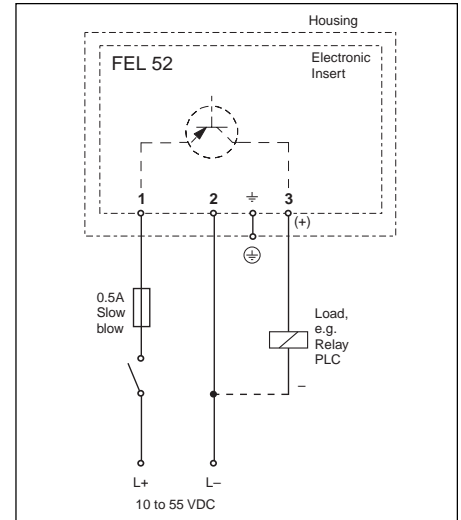 Housing
FEL 52
Electronic
Insert
1 2 3
(+)
0.5A
Slow
blow
Load,
e.g.
Relay
PLC
–
L+ L–
10 to 55 VDC